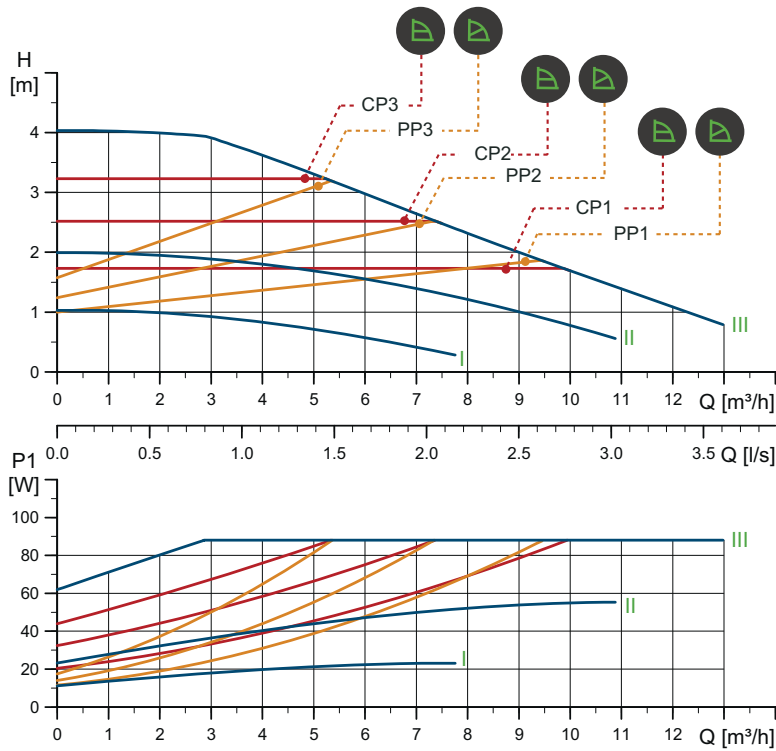 H
[m]
CP3
PP3
CP2
PP2
CP1
PP1
4
3
2
1
0
I
II
III
0 1 2 3 4 5 6 7 8 9 10 11 12 Q [m³/h]
0.0 0.5 1.0 1.5 2.0 2.5 3.0 3.5 Q [l/s]
P1
[W]
100
80
60
40
20
0
III
II
I
0 1 2 3 4 5 6 7 8 9 10 11 12 Q [m³/h]